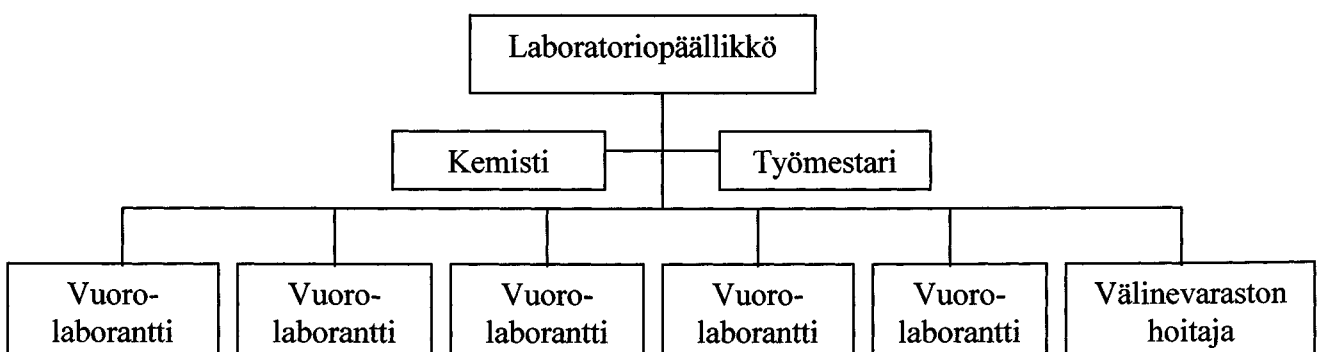 Laboratoriopäällikkö
Kemisti
Työmestari
Vuoro-
laborantti
Vuoro-
laborantti
Vuoro-
laborantti
Vuoro-
laborantti
Vuoro-
laborantti
Välinevaraston
hoitaja